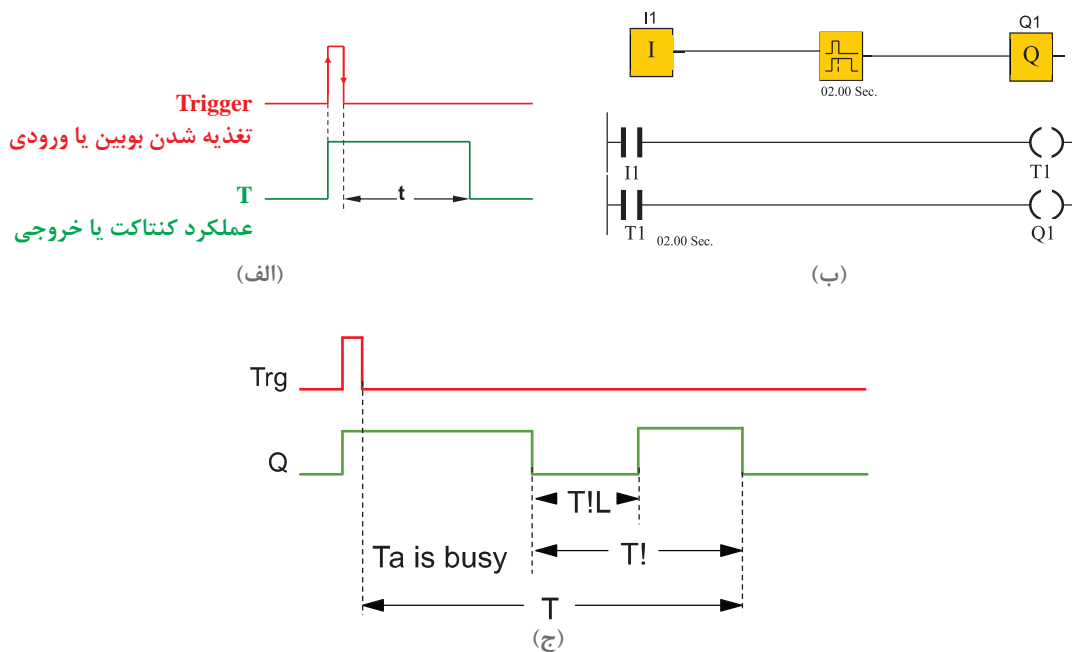 Trigger
تغذیه شدن بوبین یا ورودی
t
T
عملکرد کنتاکت یا خروجی
(الف)
I1
Q1
I
Q
02.00 Sec.
I1
T1
T1
02.00 Sec.
Q1
(ب)
Trg
Q
T!L
Ta is busy
T!
T
(ج)